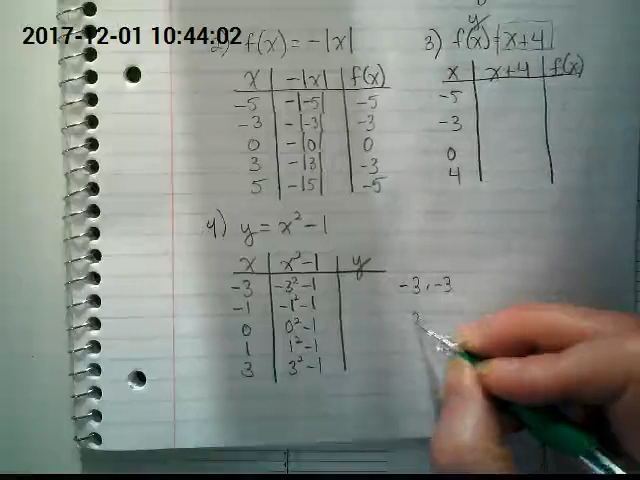 2017-12-01 10:44:02
2) f(x) = -|x|
x | -|x| | f(x)
-5 | -|-5| | -5
-3 | -|-3| | -3
0 | -|0| | 0
3 | -|3| | -3
5 | -|5| | -5
3) f(x) = x+4
y
x | x+4 | f(x)
-5
-3
0
4
4) y = x² - 1
x | x² - 1 | y
-3 | -3² - 1
-1 | -1² - 1
0 | 0² - 1
1 | 1² - 1
3 | 3² - 1
-3 · -3